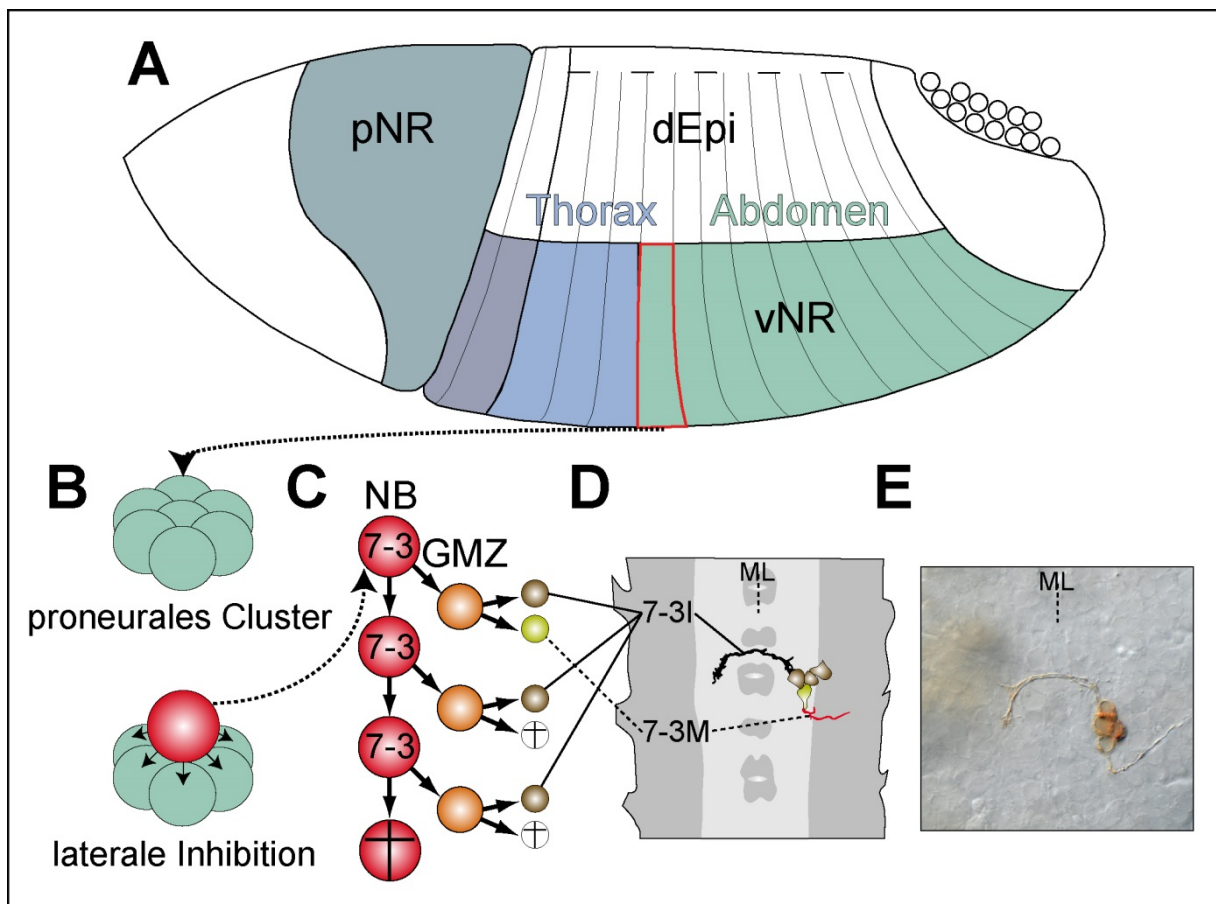 A
pNR
dEpi
Thorax
Abdomen
vNR
B
proneurales Cluster
laterale Inhibition
C
NB
7-3
GMZ
7-3
7-3
D
ML
7-3I
7-3M
E
ML